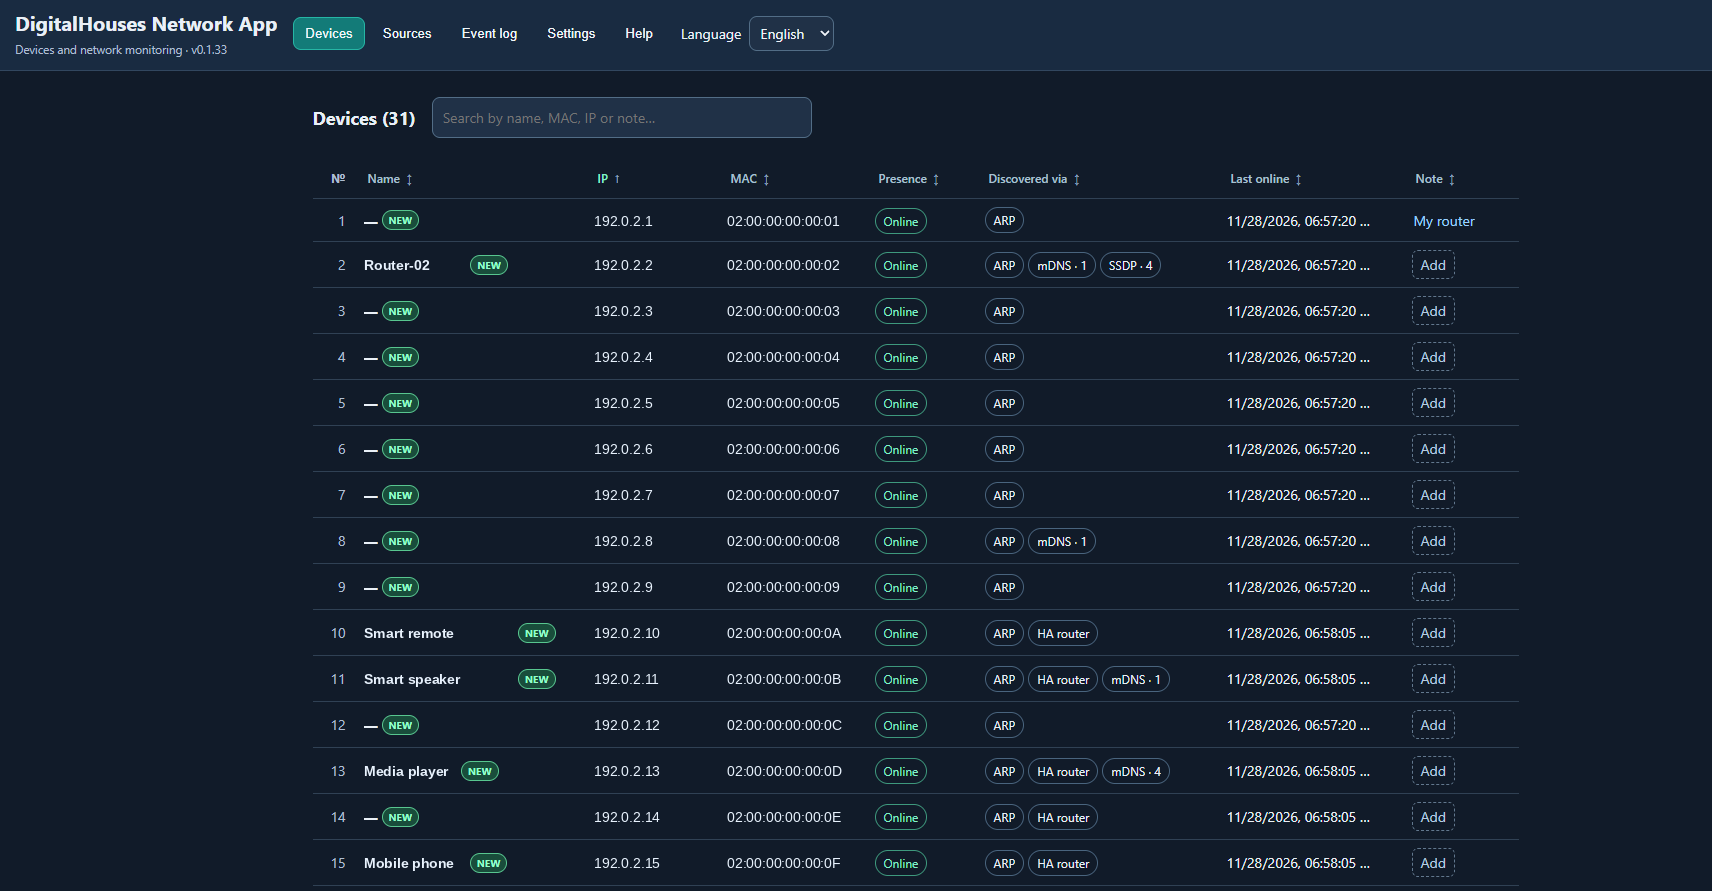 DigitalHouses Network App
Devices and network monitoring · v0.1.33
Devices Sources Event log Settings Help Language English
Devices (31) Search by name, MAC, IP or note...
№ Name ↕ IP ↑ MAC ↕ Presence ↕ Discovered via ↕ Last online ↕ Note ↕
1 — NEW 192.0.2.1 02:00:00:00:00:01 Online ARP 11/28/2026, 06:57:20 ... My router
2 Router-02 NEW 192.0.2.2 02:00:00:00:00:02 Online ARP mDNS · 1 SSDP · 4 11/28/2026, 06:57:20 ... Add
3 — NEW 192.0.2.3 02:00:00:00:00:03 Online ARP 11/28/2026, 06:57:20 ... Add
4 — NEW 192.0.2.4 02:00:00:00:00:04 Online ARP 11/28/2026, 06:57:20 ... Add
5 — NEW 192.0.2.5 02:00:00:00:00:05 Online ARP 11/28/2026, 06:57:20 ... Add
6 — NEW 192.0.2.6 02:00:00:00:00:06 Online ARP 11/28/2026, 06:57:20 ... Add
7 — NEW 192.0.2.7 02:00:00:00:00:07 Online ARP 11/28/2026, 06:57:20 ... Add
8 — NEW 192.0.2.8 02:00:00:00:00:08 Online ARP mDNS · 1 11/28/2026, 06:57:20 ... Add
9 — NEW 192.0.2.9 02:00:00:00:00:09 Online ARP 11/28/2026, 06:57:20 ... Add
10 Smart remote NEW 192.0.2.10 02:00:00:00:00:0A Online ARP HA router 11/28/2026, 06:58:05 ... Add
11 Smart speaker NEW 192.0.2.11 02:00:00:00:00:0B Online ARP HA router mDNS · 1 11/28/2026, 06:58:05 ... Add
12 — NEW 192.0.2.12 02:00:00:00:00:0C Online ARP 11/28/2026, 06:57:20 ... Add
13 Media player NEW 192.0.2.13 02:00:00:00:00:0D Online ARP HA router mDNS · 4 11/28/2026, 06:58:05 ... Add
14 — NEW 192.0.2.14 02:00:00:00:00:0E Online ARP HA router 11/28/2026, 06:58:05 ... Add
15 Mobile phone NEW 192.0.2.15 02:00:00:00:00:0F Online ARP HA router 11/28/2026, 06:58:05 ... Add